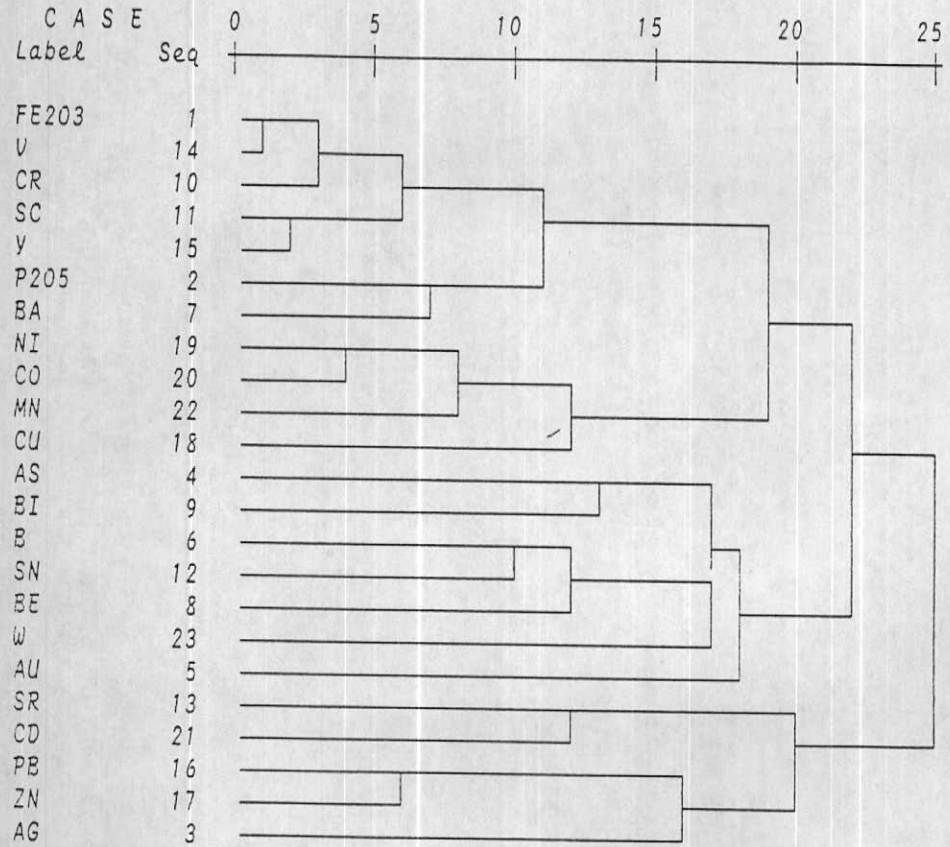 C A S E 0 5 10 15 20 25
Label Seq
FE203 1
V 14
CR 10
SC 11
Y 15
P205 2
BA 7
NI 19
CO 20
MN 22
CU 18
AS 4
BI 9
B 6
SN 12
BE 8
W 23
AU 5
SR 13
CD 21
PB 16
ZN 17
AG 3